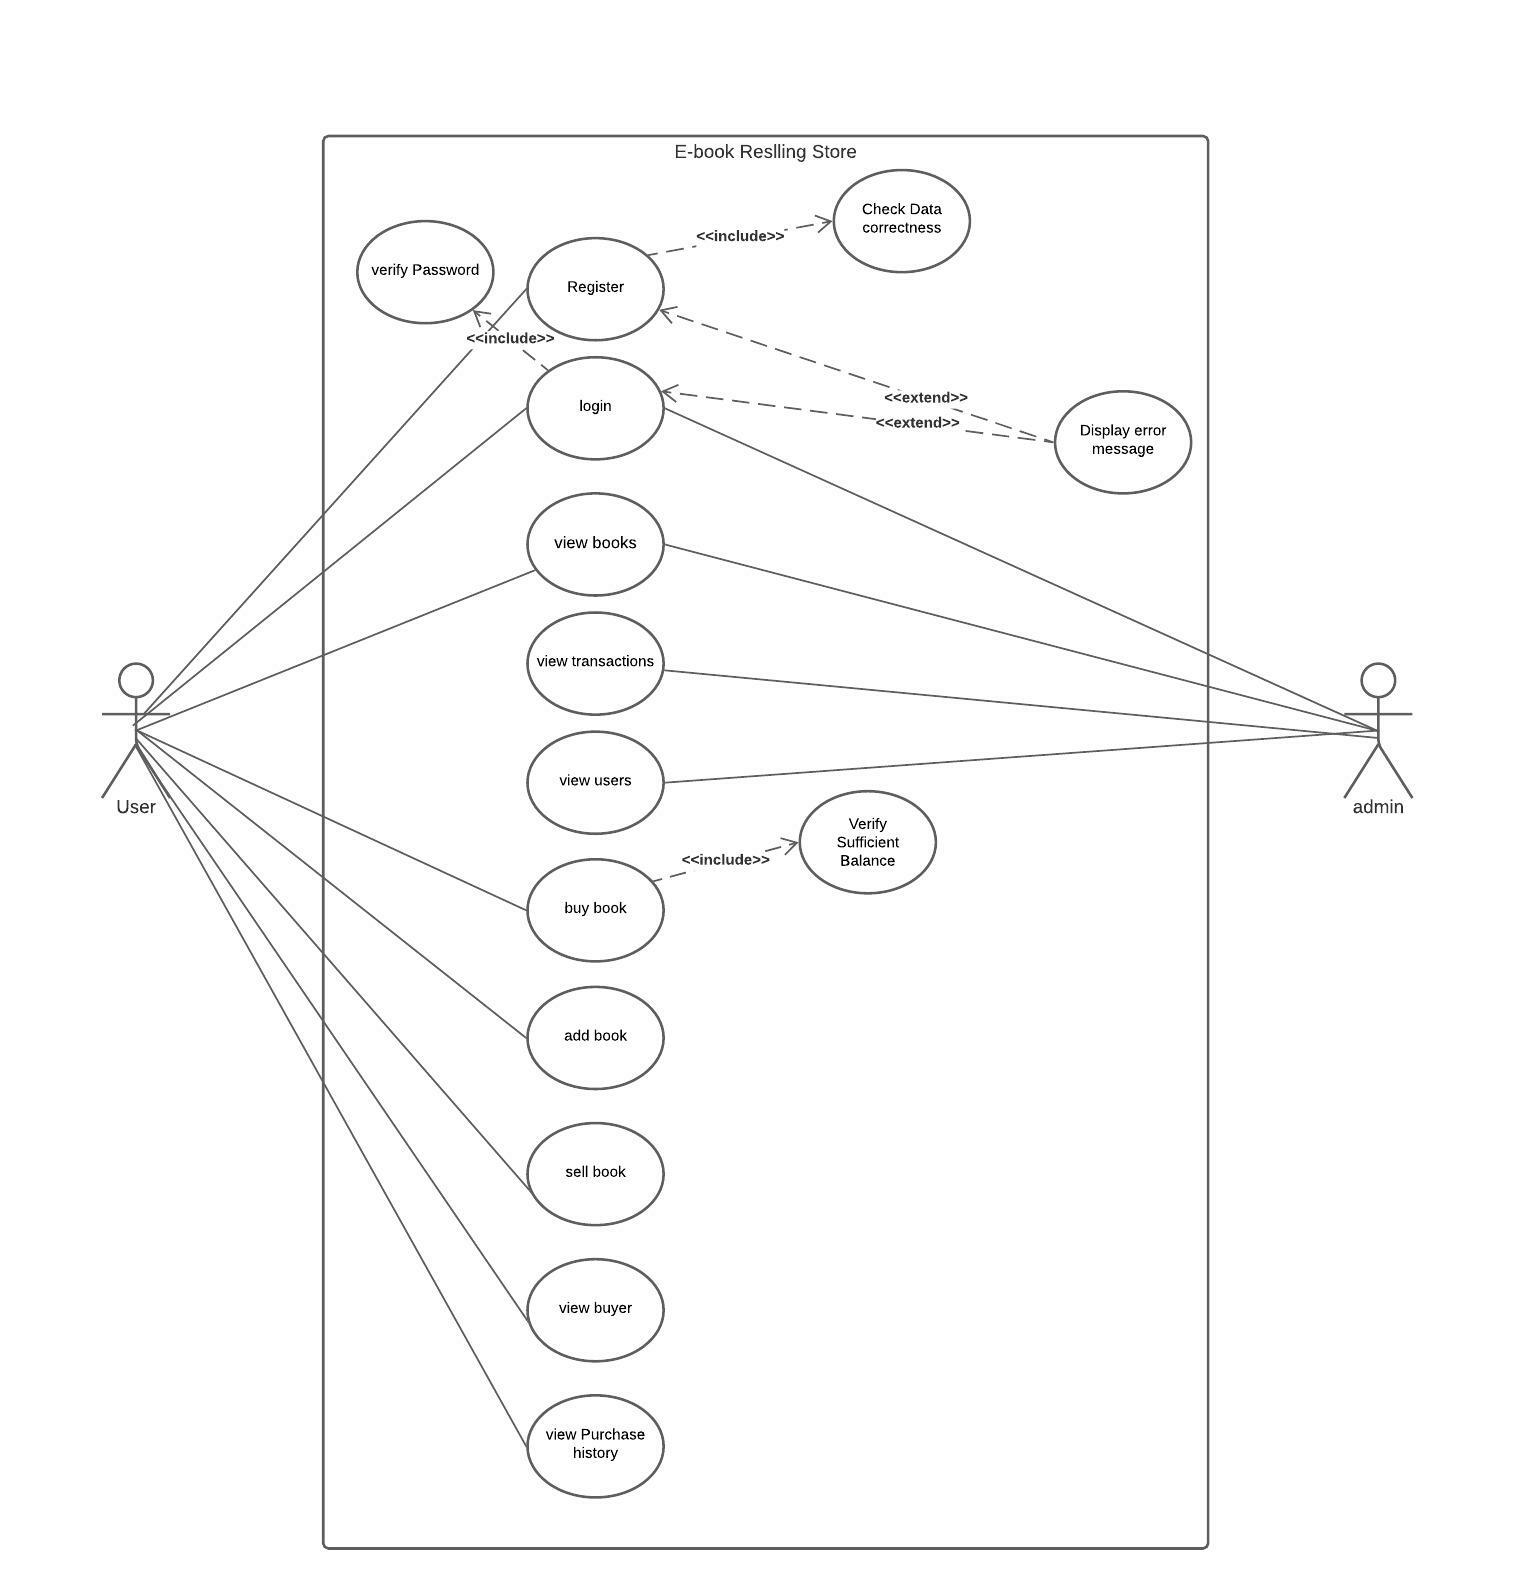 E-book Reslling Store
Check Data
correctness
<<include>>
verify Password
Register
<<include>>
login
<<extend>>
<<extend>>
Display error
message
view books
view transactions
view users
User
admin
Verify
Sufficient
Balance
<<include>>
buy book
add book
sell book
view buyer
view Purchase
history